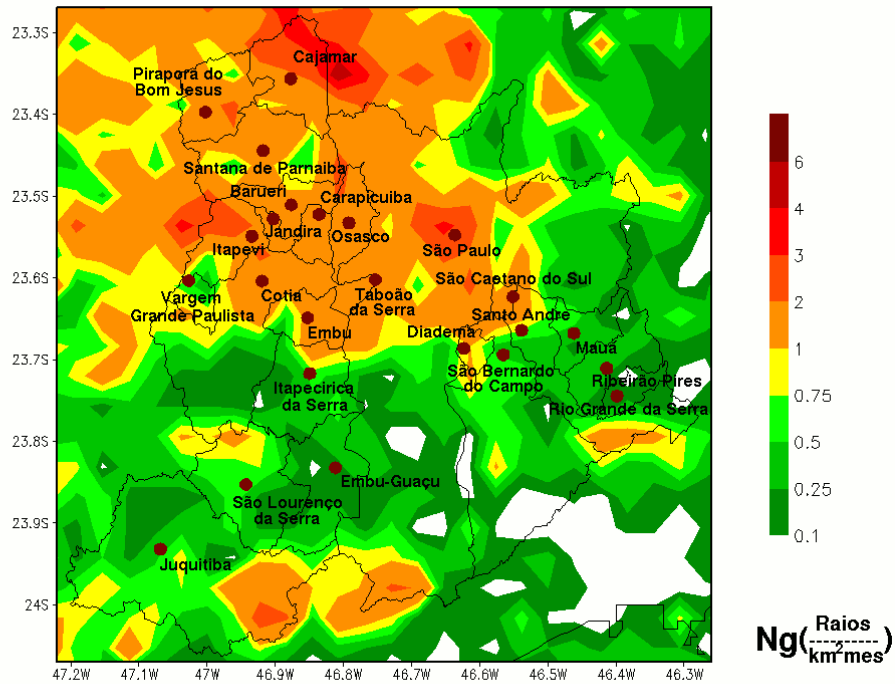 23.3S
Cajamar
Pirapora do
Bom Jesus
23.4S
Santana de Parnaiba
23.5S
Barueri
Carapicuiba
Jandira
Osasco
Itapevi
São Paulo
23.6S
São Caetano do Sul
Vargem
Grande Paulista
Cotia
Taboão
da Serra
Santo André
Embu
Diadema
Mauá
23.7S
São Bernardo
do Campo
Ribeirão Pires
Itapecirica
da Serra
Rio Grande da Serra
23.8S
Embu-Guaçu
São Lourenço
da Serra
23.9S
Juquitiba
24S
47.2W 47.1W 47W 46.9W 46.8W 46.7W 46.6W 46.5W 46.4W 46.3W
6
4
3
2
1
0.75
0.5
0.25
0.1
Ng(Raios
km²mes)